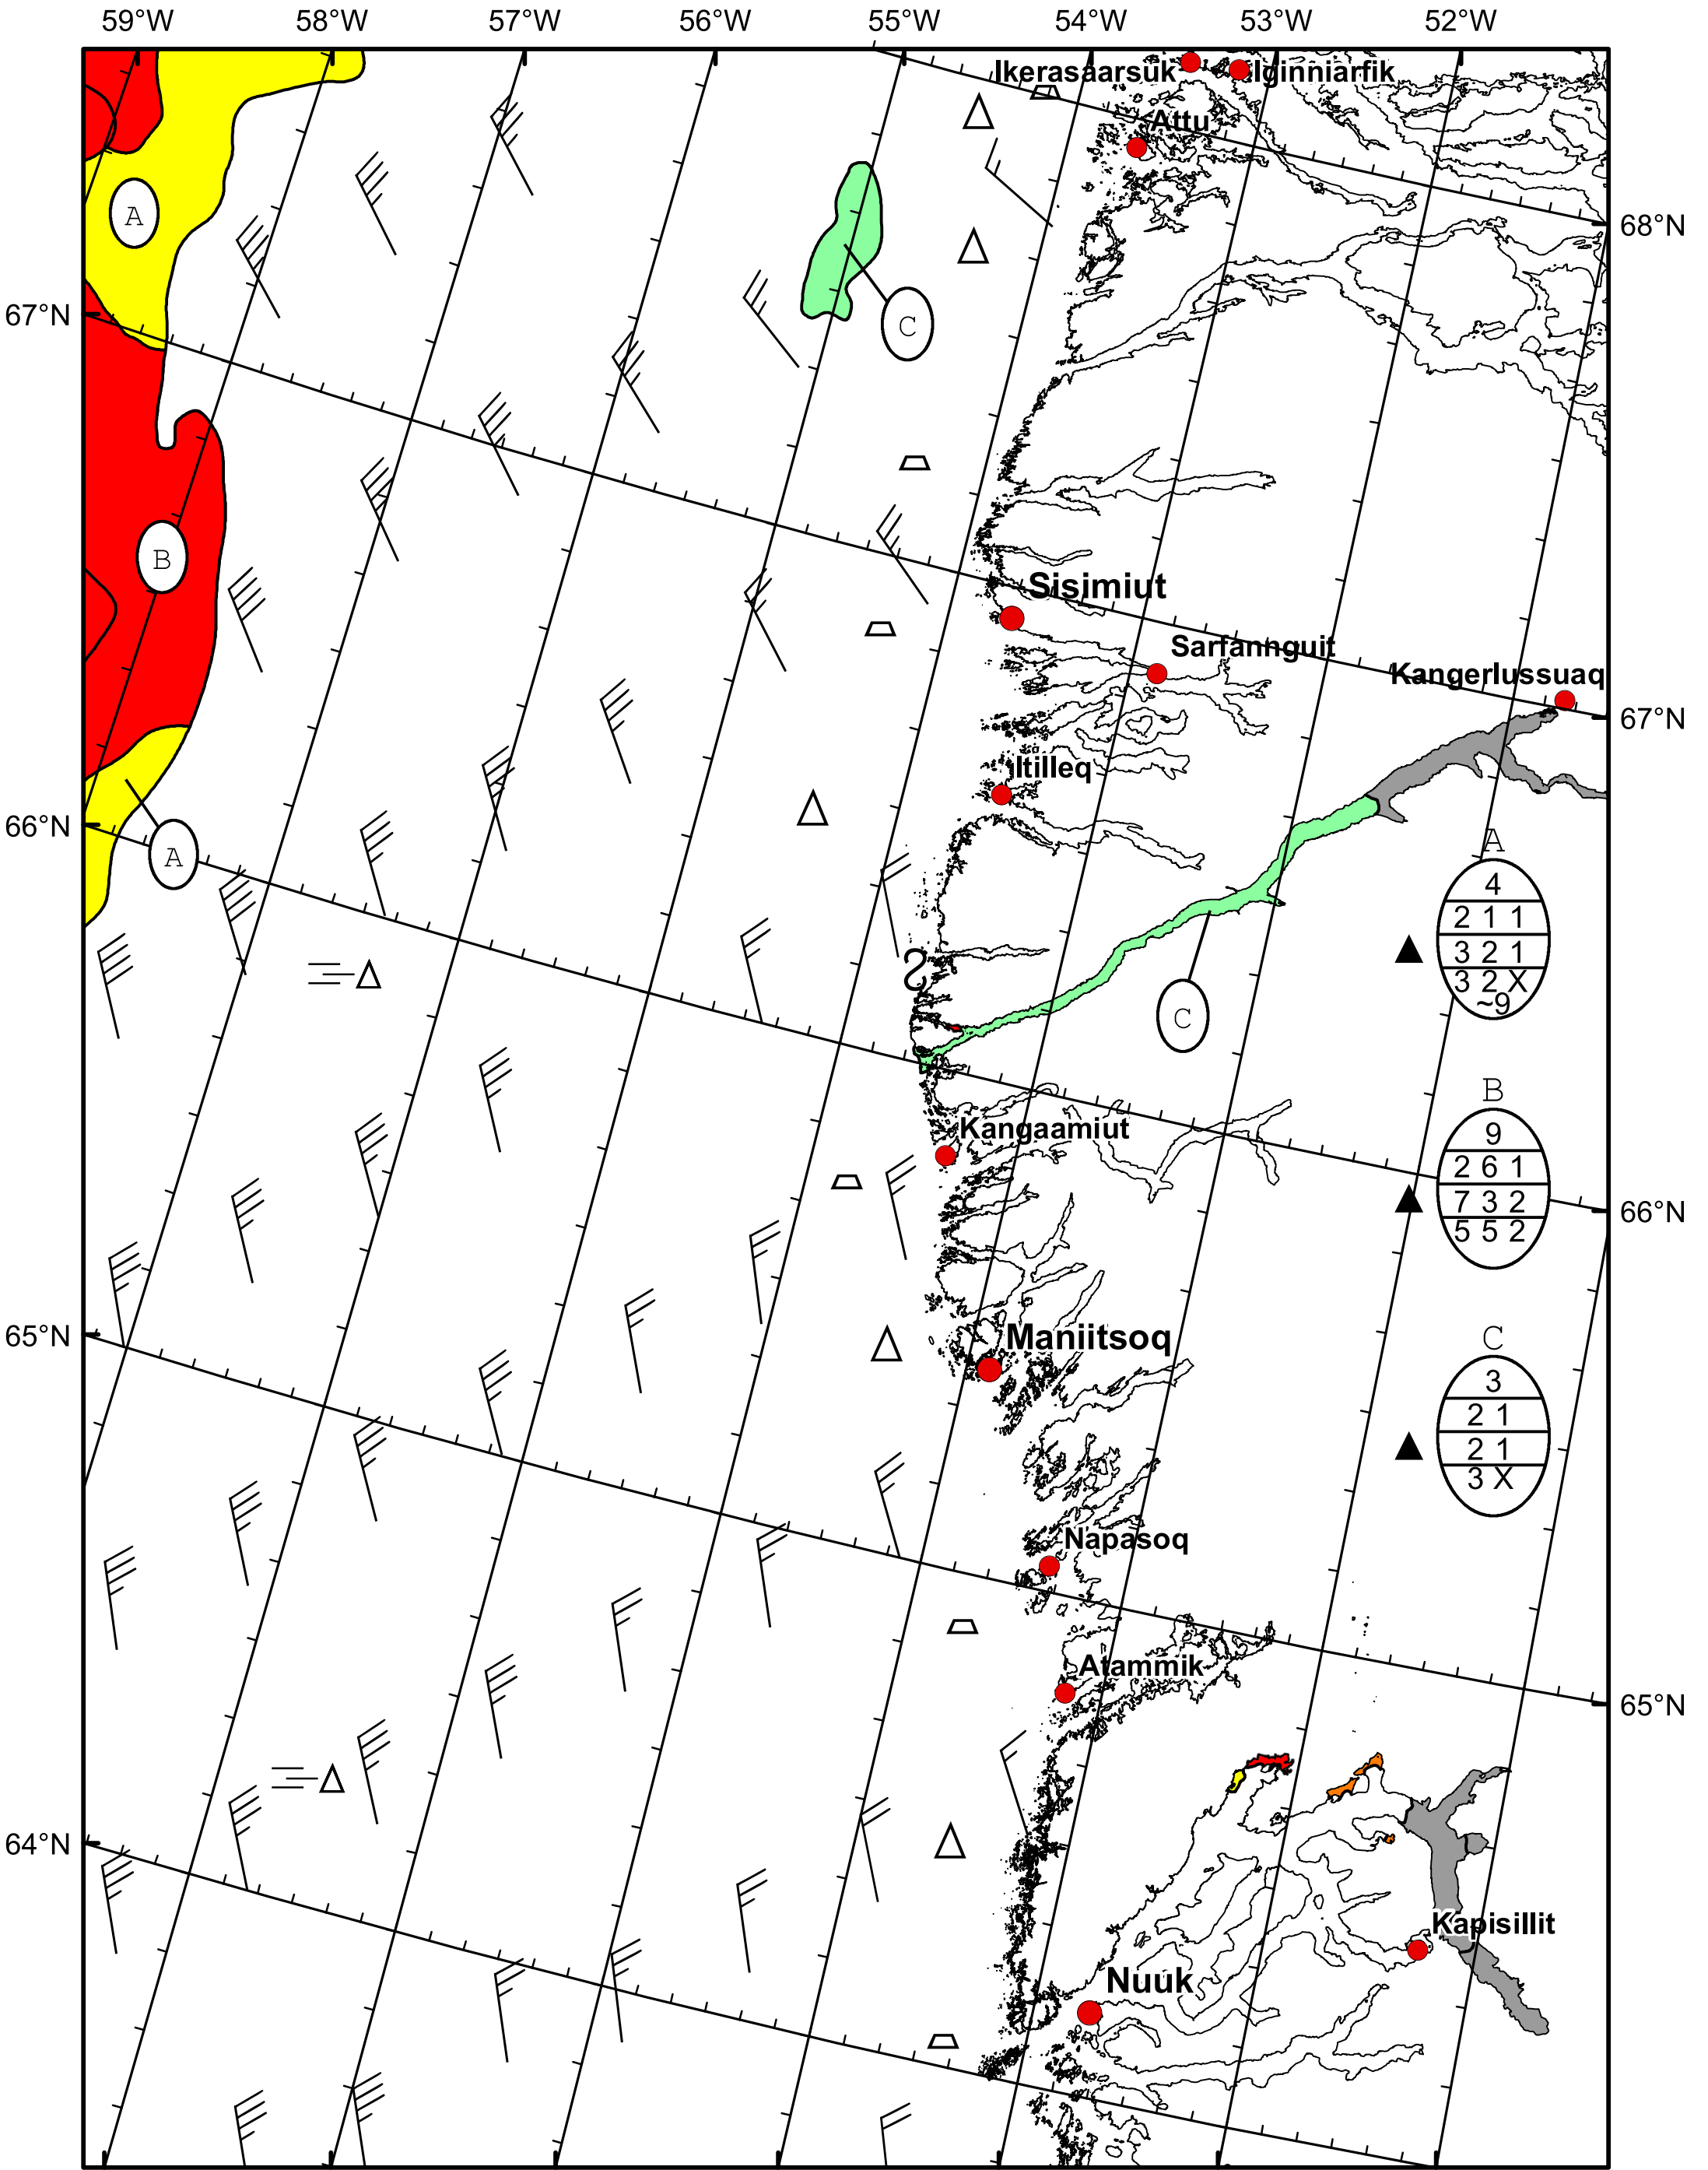 59°W 58°W 57°W 56°W 55°W 54°W 53°W 52°W
Ikerasaarsuk Iginniarfik
Attu
A
68°N
67°N
C
B
Sisimiut
Sarfannguit
Kangerlussuaq
67°N
Itilleq
66°N
A
A
4
2 1 1
3 2 1
3 2 X
~9
C
B
9
2 6 1
7 3 2
5 5 2
Kangaamiut
66°N
65°N
Maniitsoq
C
3
2 1
2 1
3 X
Napasoq
Atammik
65°N
64°N
Kapisillit
Nuuk